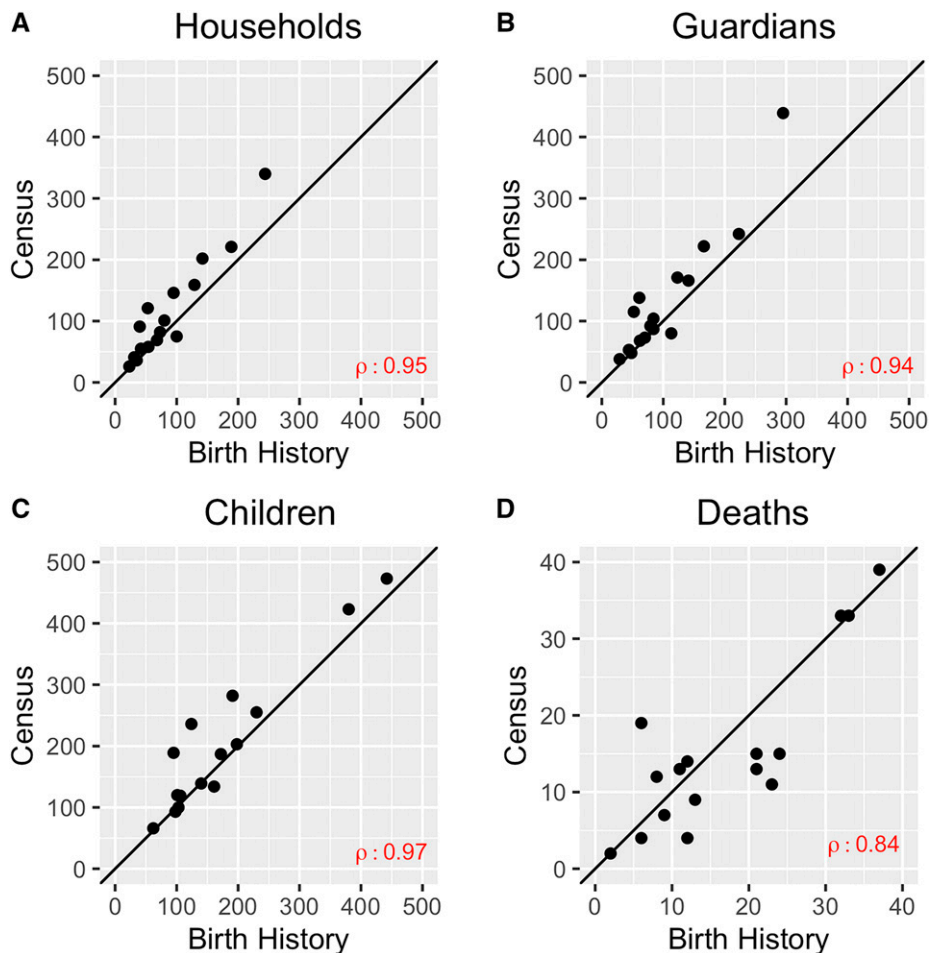 A Households
500
400
300
200
100
0
Census
ρ : 0.95
0 100 200 300 400 500
Birth History
B Guardians
500
400
300
200
100
0
Census
ρ : 0.94
0 100 200 300 400 500
Birth History
C Children
500
400
300
200
100
0
Census
ρ : 0.97
0 100 200 300 400 500
Birth History
D Deaths
40
30
20
10
0
Census
ρ : 0.84
0 10 20 30 40
Birth History